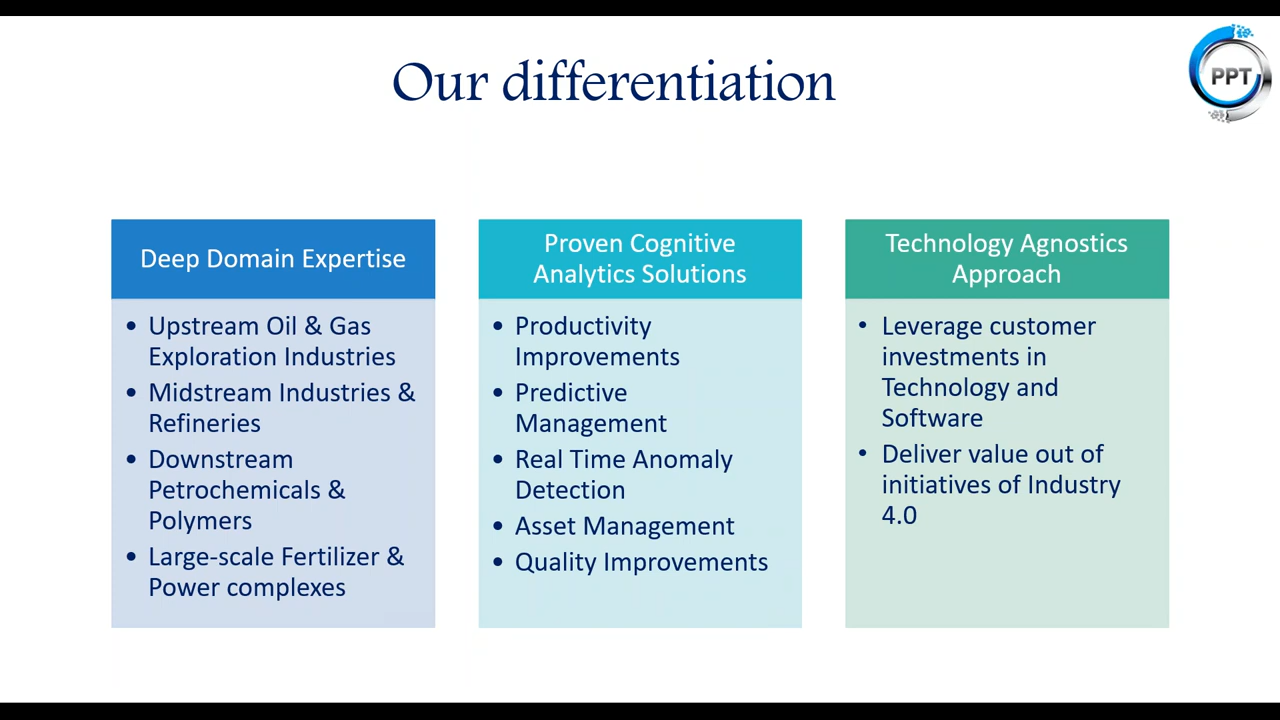 Our differentiation
PPT
Deep Domain Expertise
• Upstream Oil & Gas
Exploration Industries
• Midstream Industries &
Refineries
• Downstream
Petrochemicals &
Polymers
• Large-scale Fertilizer &
Power complexes
Proven Cognitive
Analytics Solutions
• Productivity
Improvements
• Predictive
Management
• Real Time Anomaly
Detection
• Asset Management
• Quality Improvements
Technology Agnostics
Approach
• Leverage customer
investments in
Technology and
Software
• Deliver value out of
initiatives of Industry
4.0